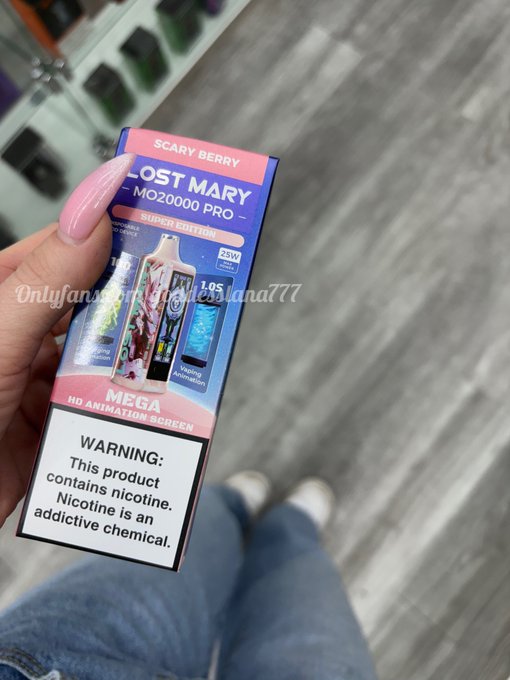 SCARY BERRY
LOST MARY
MO20000 PRO
SUPER EDITION
25W
1.0S
Vaping
Animation
MEGA
HD ANIMATION SCREEN
WARNING:
This product
contains nicotine.
Nicotine is an
addictive chemical.